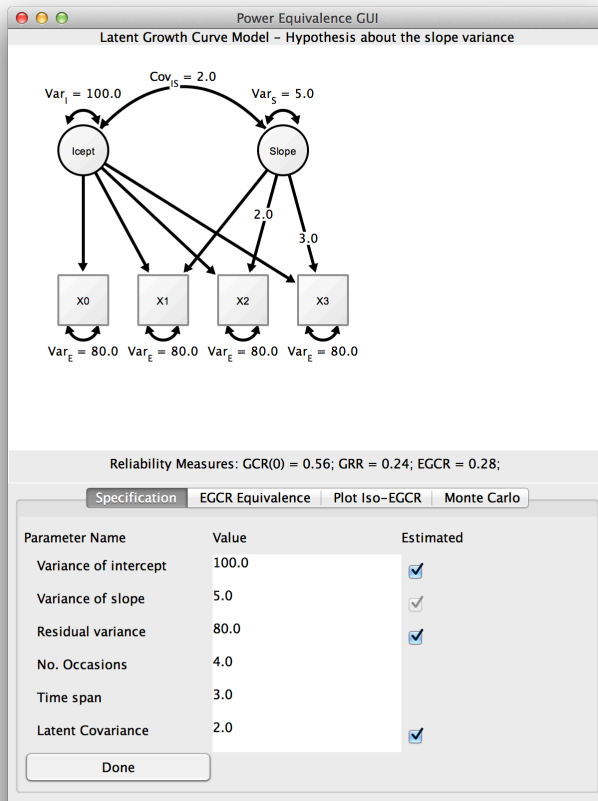 Power Equivalence GUI
Latent Growth Curve Model – Hypothesis about the slope variance
Cov_IS = 2.0
Var_I = 100.0
Var_S = 5.0
Icept
Slope
2.0
3.0
X0
X1
X2
X3
Var_E = 80.0 Var_E = 80.0 Var_E = 80.0 Var_E = 80.0
Reliability Measures: GCR(0) = 0.56; GRR = 0.24; EGCR = 0.28;
Specification EGCR Equivalence Plot Iso-EGCR Monte Carlo
Parameter Name Value Estimated
Variance of intercept 100.0
Variance of slope 5.0
Residual variance 80.0
No. Occasions 4.0
Time span 3.0
Latent Covariance 2.0
Done